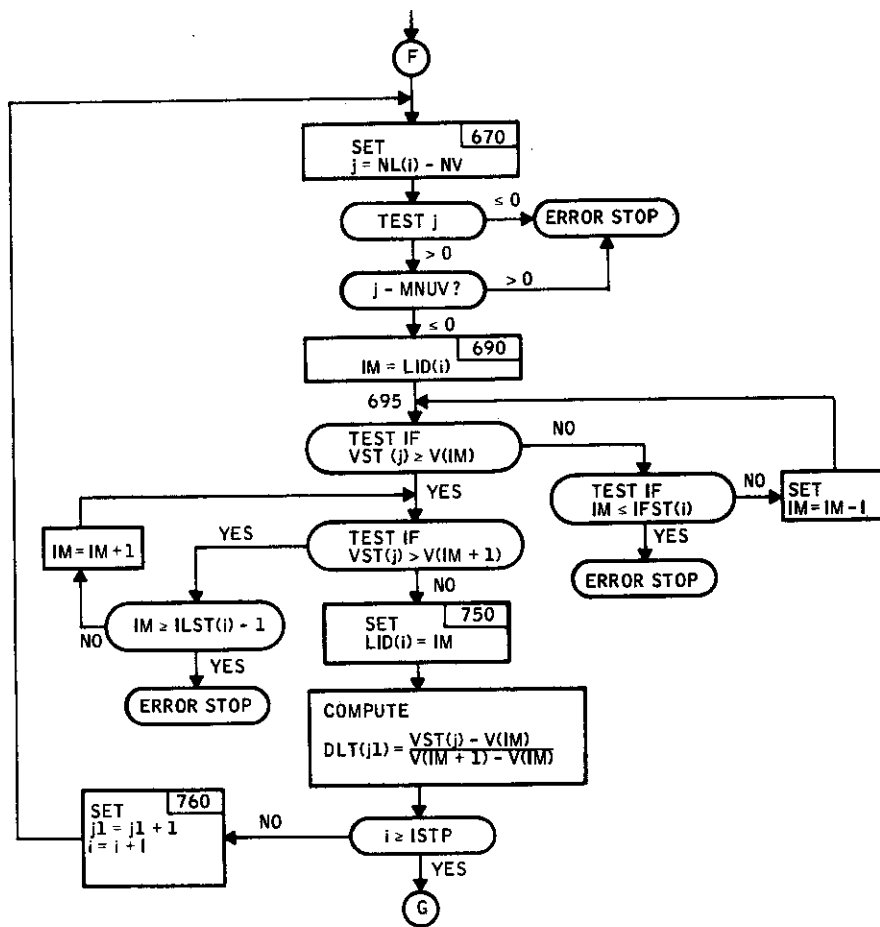 F
670
SET
j = NL(i) - NV
TEST j
≤ 0
ERROR STOP
> 0
j - MNUV?
> 0
≤ 0
690
IM = LID(i)
695
TEST IF
VST (j) ≥ V(IM)
NO
YES
TEST IF
IM ≤ IFST(i)
NO
SET
IM = IM - 1
YES
ERROR STOP
IM = IM + 1
YES
TEST IF
VST(j) > V(IM + 1)
NO
IM ≥ ILST(i) - 1
NO
YES
ERROR STOP
750
SET
LID(i) = IM
COMPUTE
DLT(j1) = VST(j) - V(IM)
V(IM + 1) - V(IM)
760
SET
j1 = j1 + 1
i = i + 1
NO
i ≥ ISTP
YES
G